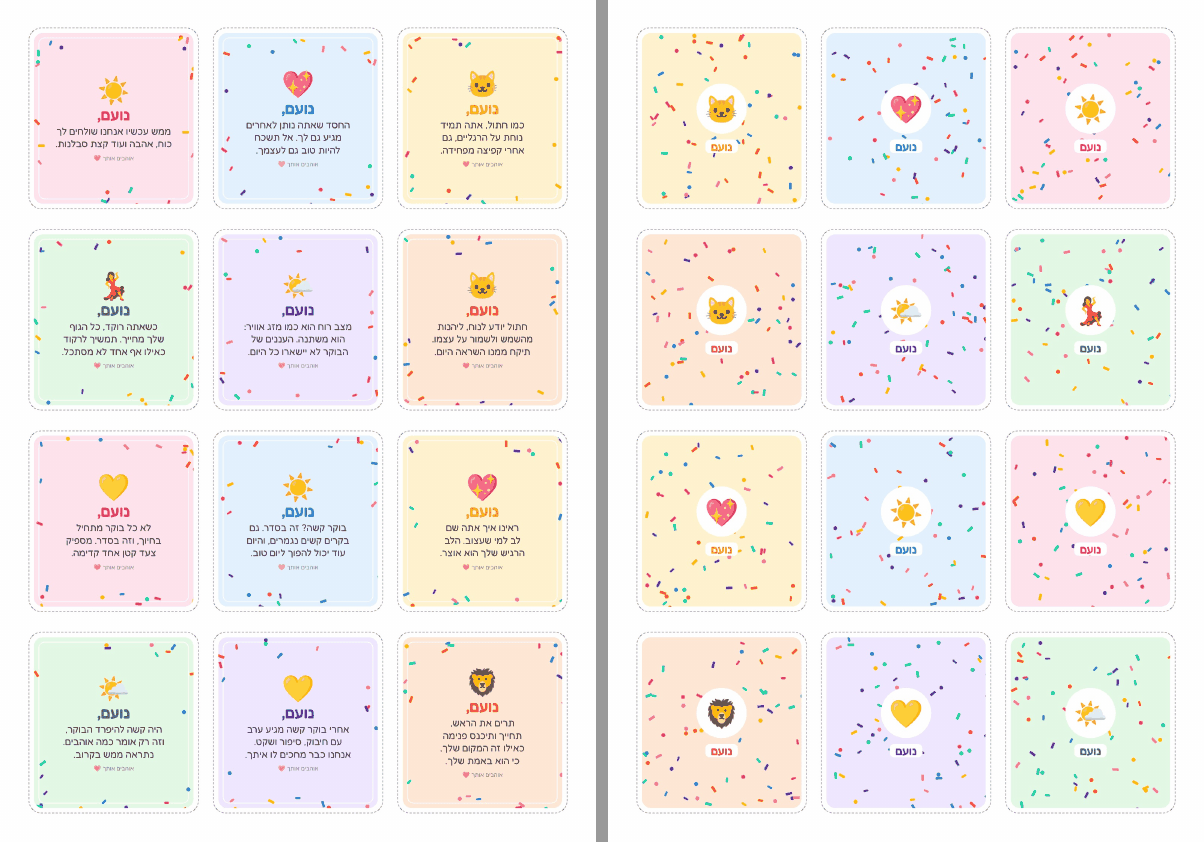 נועם,
כמו חתול, אתה תמיד
נוחת על הרגליים, גם
אחרי קפיצה מפחידה.
אוהבים אותך
נועם,
החסד שאתה נותן לאחרים
מגיע גם לך. אל תשכח
להיות טוב גם לעצמך.
אוהבים אותך
נועם,
ממש עכשיו אנחנו שולחים לך
כוח, אהבה ועוד קצת סבלנות.
אוהבים אותך
נועם,
חתול יודע לנוח, ליהנות
מהשמש ולשמור על עצמו.
תיקח ממנו השראה היום.
אוהבים אותך
נועם,
מצב רוח הוא כמו מזג אוויר:
הוא משתנה. העננים של
הבוקר לא יישארו כל היום.
אוהבים אותך
נועם,
כשאתה רוקד, כל הגוף
שלך מחייך. תמשיך לרקוד
כאילו אף אחד לא מסתכל.
אוהבים אותך
נועם,
ראינו איך אתה שם
לב למי שעצוב. הלב
הרגיש שלך הוא אוצר.
אוהבים אותך
נועם,
בוקר קשה? זה בסדר. גם
בקרים קשים נגמרים, והיום
עוד יכול להפוך ליום טוב.
אוהבים אותך
נועם,
לא כל בוקר מתחיל
בחיוך, וזה בסדר. מספיק
צעד קטן אחד קדימה.
אוהבים אותך
נועם,
תרים את הראש,
תחייך ותיכנס פנימה
כאילו זה המקום שלך.
כי הוא באמת שלך.
אוהבים אותך
נועם,
אחרי בוקר קשה מגיע ערב
עם חיבוק, סיפור ושקט.
אנחנו כבר מחכים לו איתך.
אוהבים אותך
נועם,
היה קשה להיפרד הבוקר,
וזה רק אומר כמה אוהבים.
נתראה ממש בקרוב.
אוהבים אותך
נועם
נועם
נועם
נועם
נועם
נועם
נועם
נועם
נועם
נועם
נועם
נועם